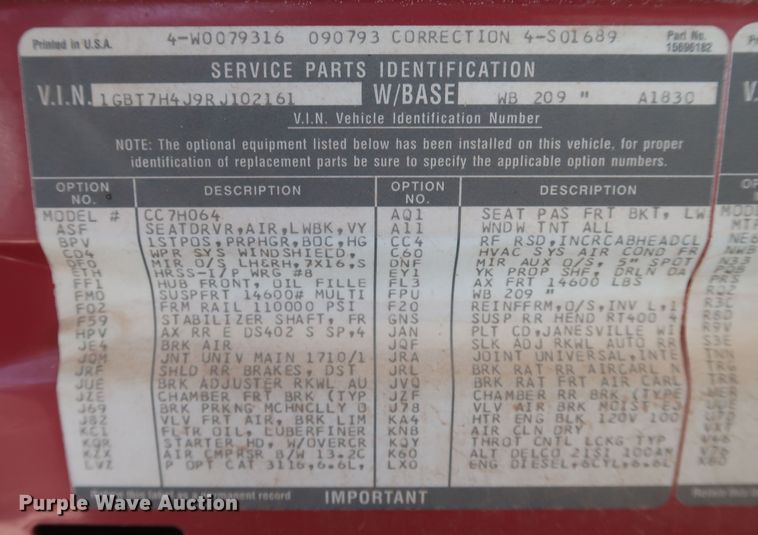 Printed in U.S.A.
4-W0079316 090793 CORRECTION 4-S01689
Part No.
15696182
SERVICE PARTS IDENTIFICATION
V.I.N. 1GBT7H4J9RJ102161 W/BASE WB 209 " A1830
V.I.N. Vehicle Identification Number
NOTE: The optional equipment listed below has been installed on this vehicle, for proper
identification of replacement parts be sure to specify the applicable option numbers.
OPTION NO. DESCRIPTION OPTION NO. DESCRIPTION
MODEL # CC7H064 AQ1 SEAT PAS FRT BKT, LW
ASF SEATDRVR,AIR,LWBK,VY A11 WNDW TNT ALL
BPV 1STPOS,PRPHGR,BOC,HG CC4 RF RSD,INCRCABHEADCL
CD4 WPR SYS WINDSHIELD, C60 HVAC SYS AIR COND FR
DFO MIR O/S LH&RH,7X16,S DNF MIR AUX O/S, 5" SPOT
ETH HRSS-I/P WRG #8 EY1 YK PROP SHF, DRLN DA
FF1 HUB FRONT, OIL FILLE FL3 AX FRT 14600 LBS
FM0 SUSPFRT 14600# MULTI FPU WB 209 "
F02 FRM RAIL 110000 PSI F20 REINFFRM,O/S,INV L,1
F59 STABILIZER SHAFT, FR GNS SUSP RR HEND RT400 4
HPV AX RR E DS402 S SP,4 JAN PLT CD,JANESVILLE WI
JE4 BRK AIR JQF SLK ADJ RKWL AUTO RR
JQM JNT UNIV MAIN 1710/1 JRA JOINT UNIVERSAL,INTE
JRF SHLD RR BRAKES, DST JRL BRK RAT RR AIRCARL N
JUE BRK ADJUSTER RKWL AU JVQ BRK RAT FRT AIR CARL
JZE CHAMBER FRT BRK (TYP JZF CHAMBER RR BRK (TYPE
J69 BRK PRKNG MCHNCLLY O J78 VLV AIR BRK MOIST EJ
J82 VLV FRT AIR, BRK LIM KA4 HTR ENG BLK 120V 100
KC1 FLTR OIL, LUBERFINER KNB AIR CLN DRY
KQR STARTER HD, W/OVERCR KQY THROT CNTL LCKG TYP
KZX AIR CMPRSR B/W 13.2C K60 ALT DELCO 21SI 100AM
LVZ P OPT CAT 3116,6.6L, LX0 ENG DIESEL,6CYL,6.6L
as a permanent record IMPORTANT Retain this
Purple Wave Auction